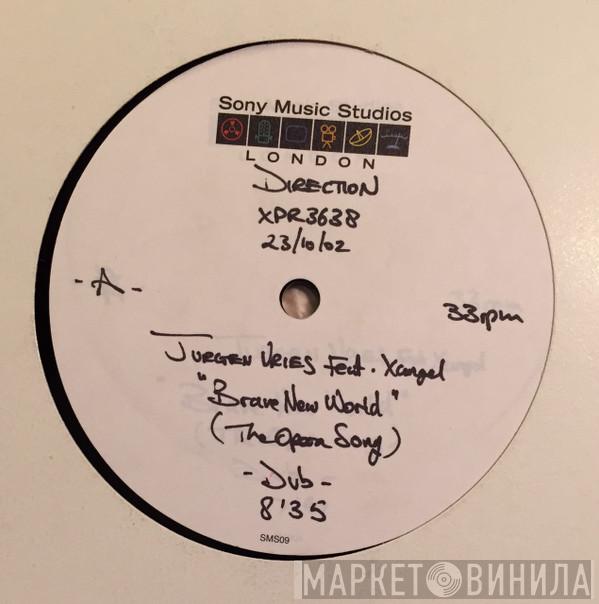 Sony Music Studios
LONDON
DIRECTION
XPR3638
23/10/02
- A -
33rpm
JURGEN VRIES Feat. Xangel
"Brave New World"
(The Opera Song)
- Dub -
8'35
SMS09
МАРКЕТ ВИНИЛА